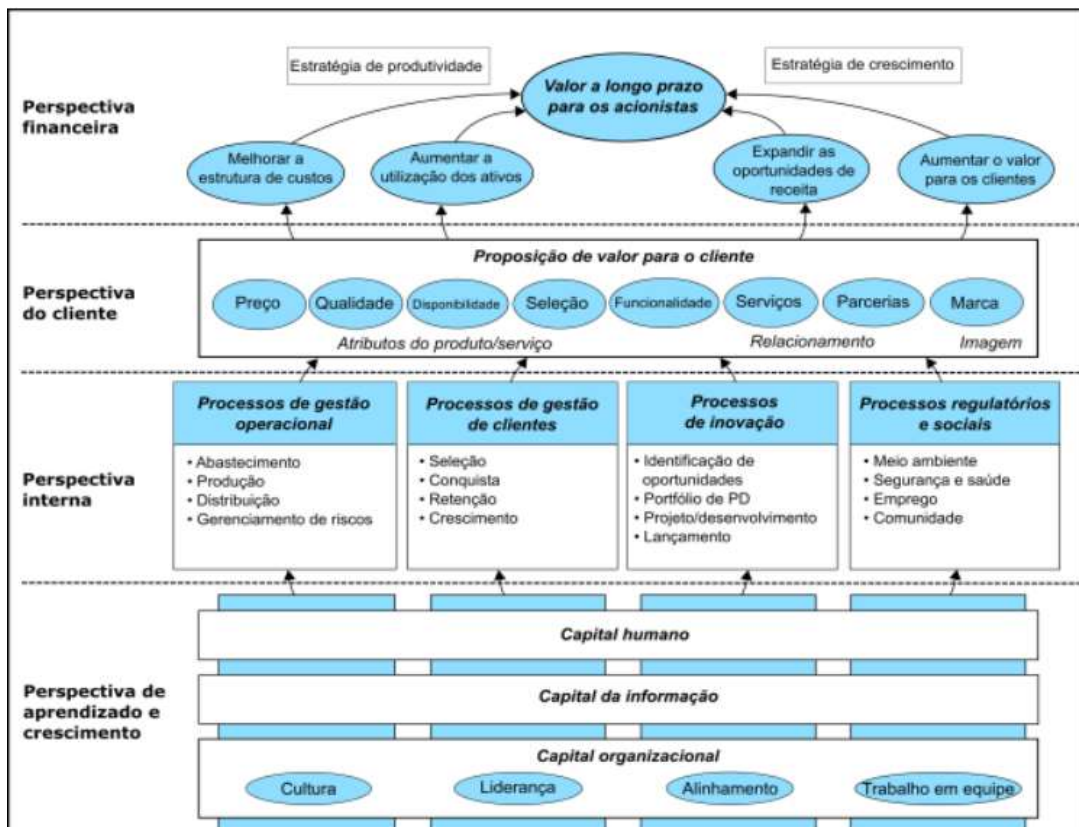 Perspectiva
financeira
Estratégia de produtividade
Estratégia de crescimento
Valor a longo prazo
para os acionistas
Melhorar a
estrutura de custos
Aumentar a
utilização dos ativos
Expandir as
oportunidades de
receita
Aumentar o valor
para os clientes
Perspectiva
do cliente
Proposição de valor para o cliente
Preço
Qualidade
Disponibilidade
Seleção
Funcionalidade
Serviços
Parcerias
Marca
Atributos do produto/serviço
Relacionamento
Imagem
Perspectiva
interna
Processos de gestão
operacional
• Abastecimento
• Produção
• Distribuição
• Gerenciamento de riscos
Processos de gestão
de clientes
• Seleção
• Conquista
• Retenção
• Crescimento
Processos
de inovação
• Identificação de
oportunidades
• Portfólio de PD
• Projeto/desenvolvimento
• Lançamento
Processos regulatórios
e sociais
• Meio ambiente
• Segurança e saúde
• Emprego
• Comunidade
Perspectiva de
aprendizado e
crescimento
Capital humano
Capital da informação
Capital organizacional
Cultura
Liderança
Alinhamento
Trabalho em equipe